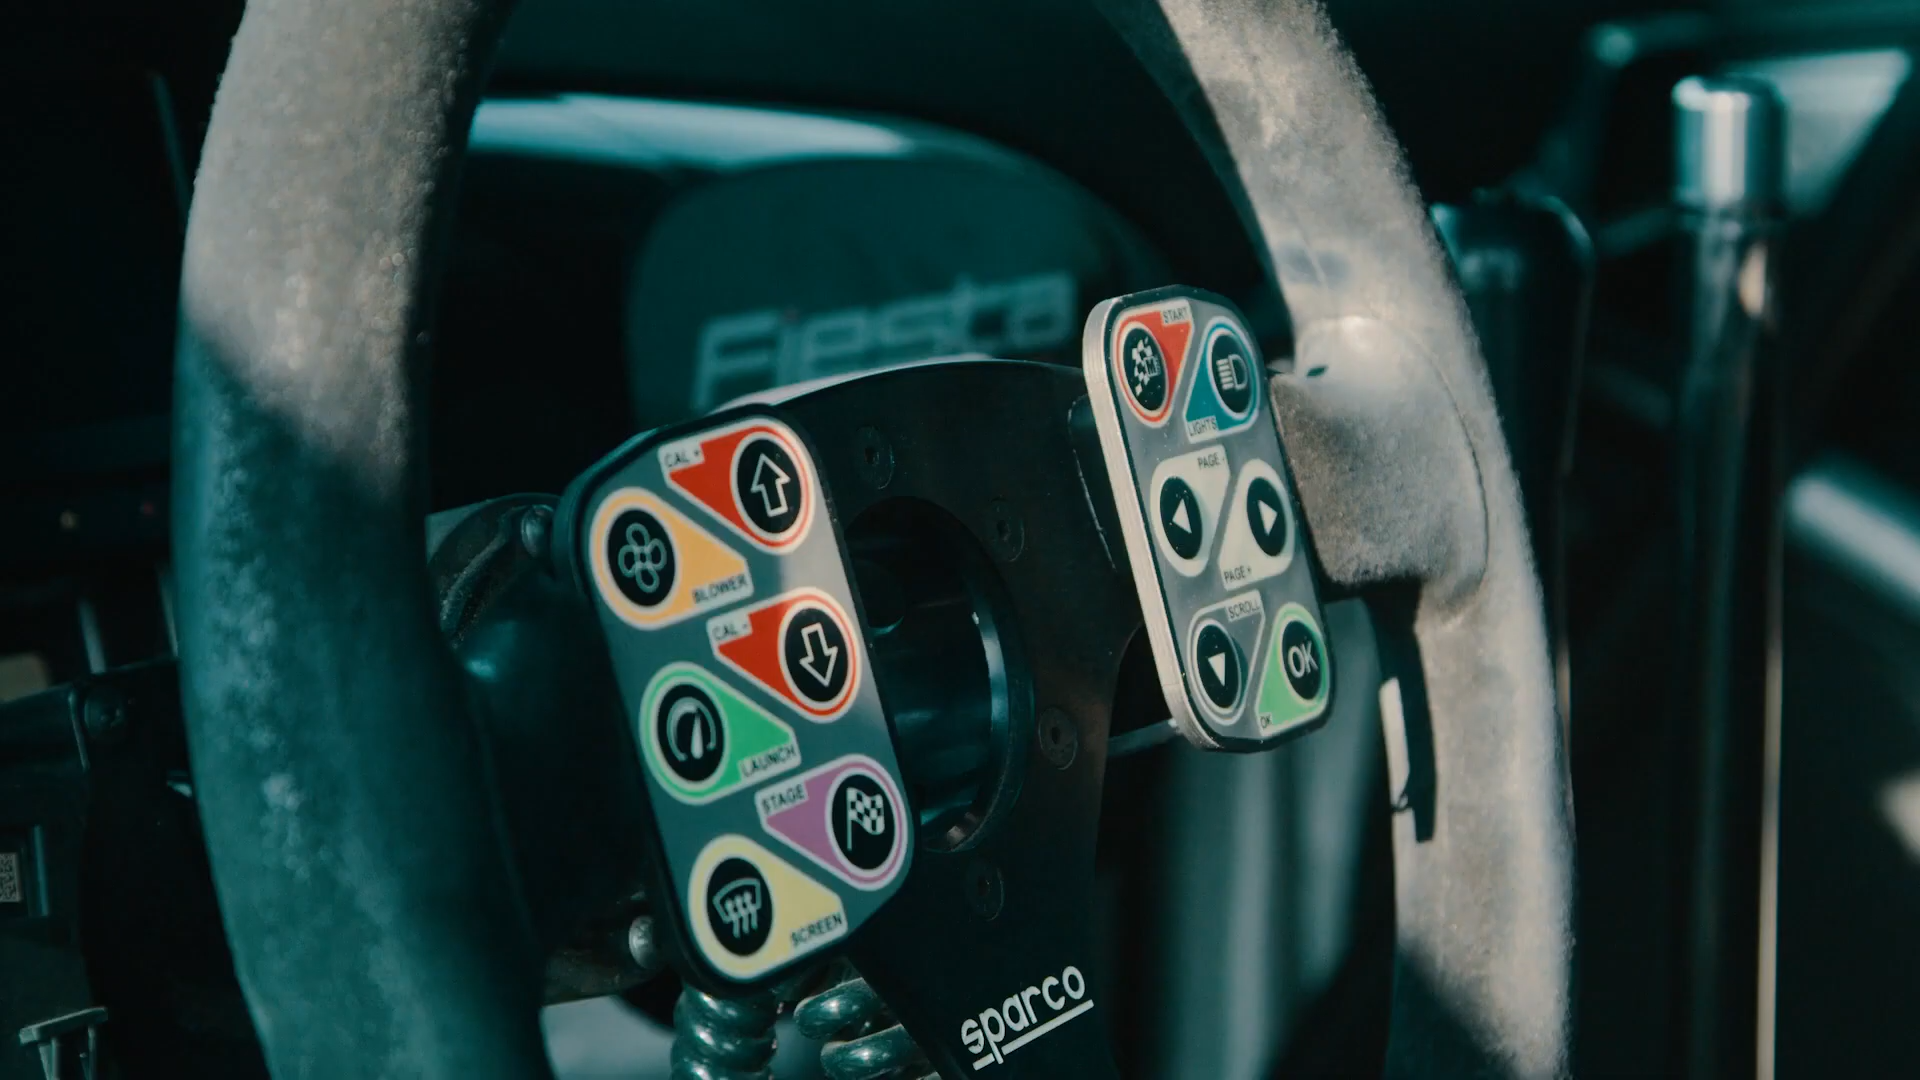 Fiesta
START
LIGHTS
PAGE -
PAGE +
SCROLL
OK
OK
CAL +
BLOWER
CAL -
LAUNCH
STAGE
SCREEN
sparco